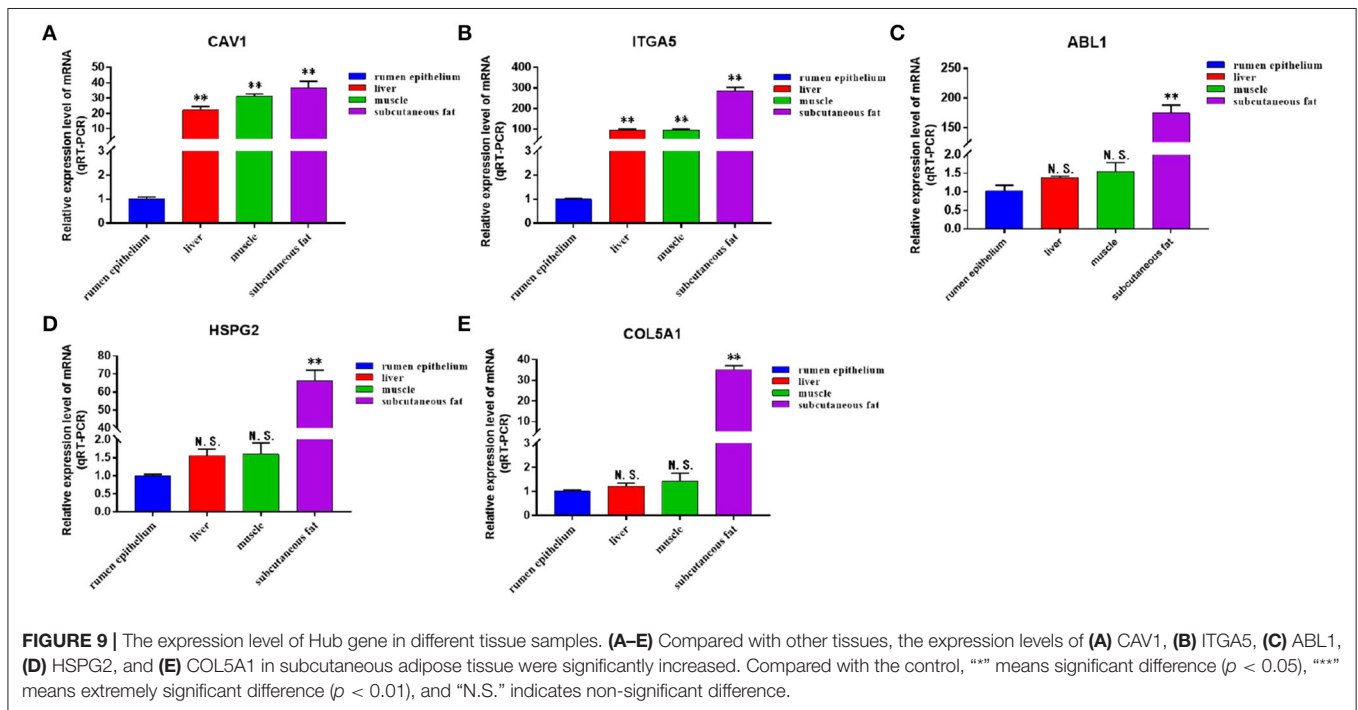 A
CAV1
Relative expression level of mRNA
(qRT-PCR)
50
40
30
20
10
3
2
1
0
**
**
**
rumen epithelium
liver
muscle
subcutaneous fat
rumen epithelium
liver
muscle
subcutaneous fat
B
ITGA5
Relative expression level of mRNA
(qRT-PCR)
400
300
200
100
3
2
1
0
**
**
**
rumen epithelium
liver
muscle
subcutaneous fat
rumen epithelium
liver
muscle
subcutaneous fat
C
ABL1
Relative expression level of mRNA
(qRT-PCR)
250
200
150
2.0
1.5
1.0
0.5
0.0
N.S.
N.S.
**
rumen epithelium
liver
muscle
subcutaneous fat
rumen epithelium
liver
muscle
subcutaneous fat
D
HSPG2
Relative expression level of mRNA
(qRT-PCR)
80
70
60
50
40
2.0
1.5
1.0
0.5
0.0
N.S.
N.S.
**
rumen epithelium
liver
muscle
subcutaneous fat
rumen epithelium
liver
muscle
subcutaneous fat
E
COL5A1
Relative expression level of mRNA
(qRT-PCR)
40
30
20
10
3
2
1
0
N.S.
N.S.
**
rumen epithelium
liver
muscle
subcutaneous fat
rumen epithelium
liver
muscle
subcutaneous fat
FIGURE 9 | The expression level of Hub gene in different tissue samples. (A–E) Compared with other tissues, the expression levels of (A) CAV1, (B) ITGA5, (C) ABL1,
(D) HSPG2, and (E) COL5A1 in subcutaneous adipose tissue were significantly increased. Compared with the control, “*” means significant difference (p < 0.05), “**”
means extremely significant difference (p < 0.01), and “N.S.” indicates non-significant difference.